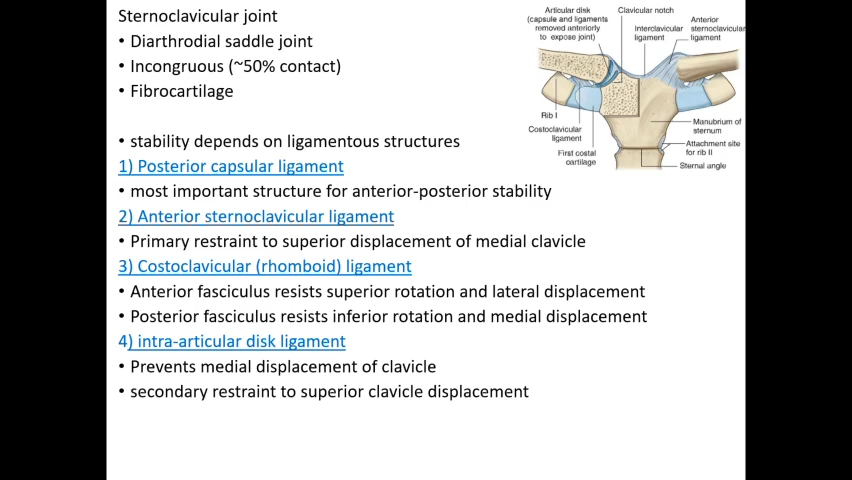 Sternoclavicular joint
• Diarthrodial saddle joint
• Incongruous (~50% contact)
• Fibrocartilage
• stability depends on ligamentous structures
1) Posterior capsular ligament
• most important structure for anterior-posterior stability
2) Anterior sternoclavicular ligament
• Primary restraint to superior displacement of medial clavicle
3) Costoclavicular (rhomboid) ligament
• Anterior fasciculus resists superior rotation and lateral displacement
• Posterior fasciculus resists inferior rotation and medial displacement
4) intra-articular disk ligament
• Prevents medial displacement of clavicle
• secondary restraint to superior clavicle displacement
Articular disk
(capsule and ligaments
removed anteriorly
to expose joint)
Clavicular notch
Interclavicular
ligament
Anterior
sternoclavicular
ligament
Rib I
Costoclavicular
ligament
First costal
cartilage
Manubrium of
sternum
Attachment site
for rib II
Sternal angle